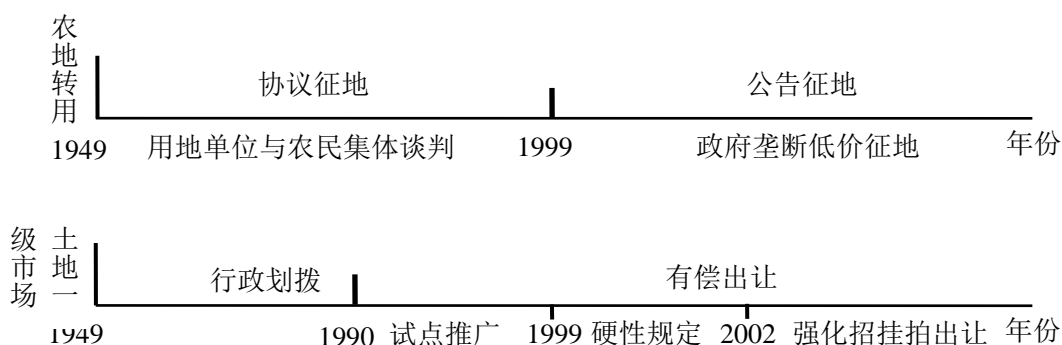 农地转用
协议征地
公告征地
1949
用地单位与农民集体谈判
1999
政府垄断低价征地
年份
土地一级市场
行政划拨
有偿出让
1949
1990
试点推广
1999
硬性规定
2002
强化招挂拍出让
年份